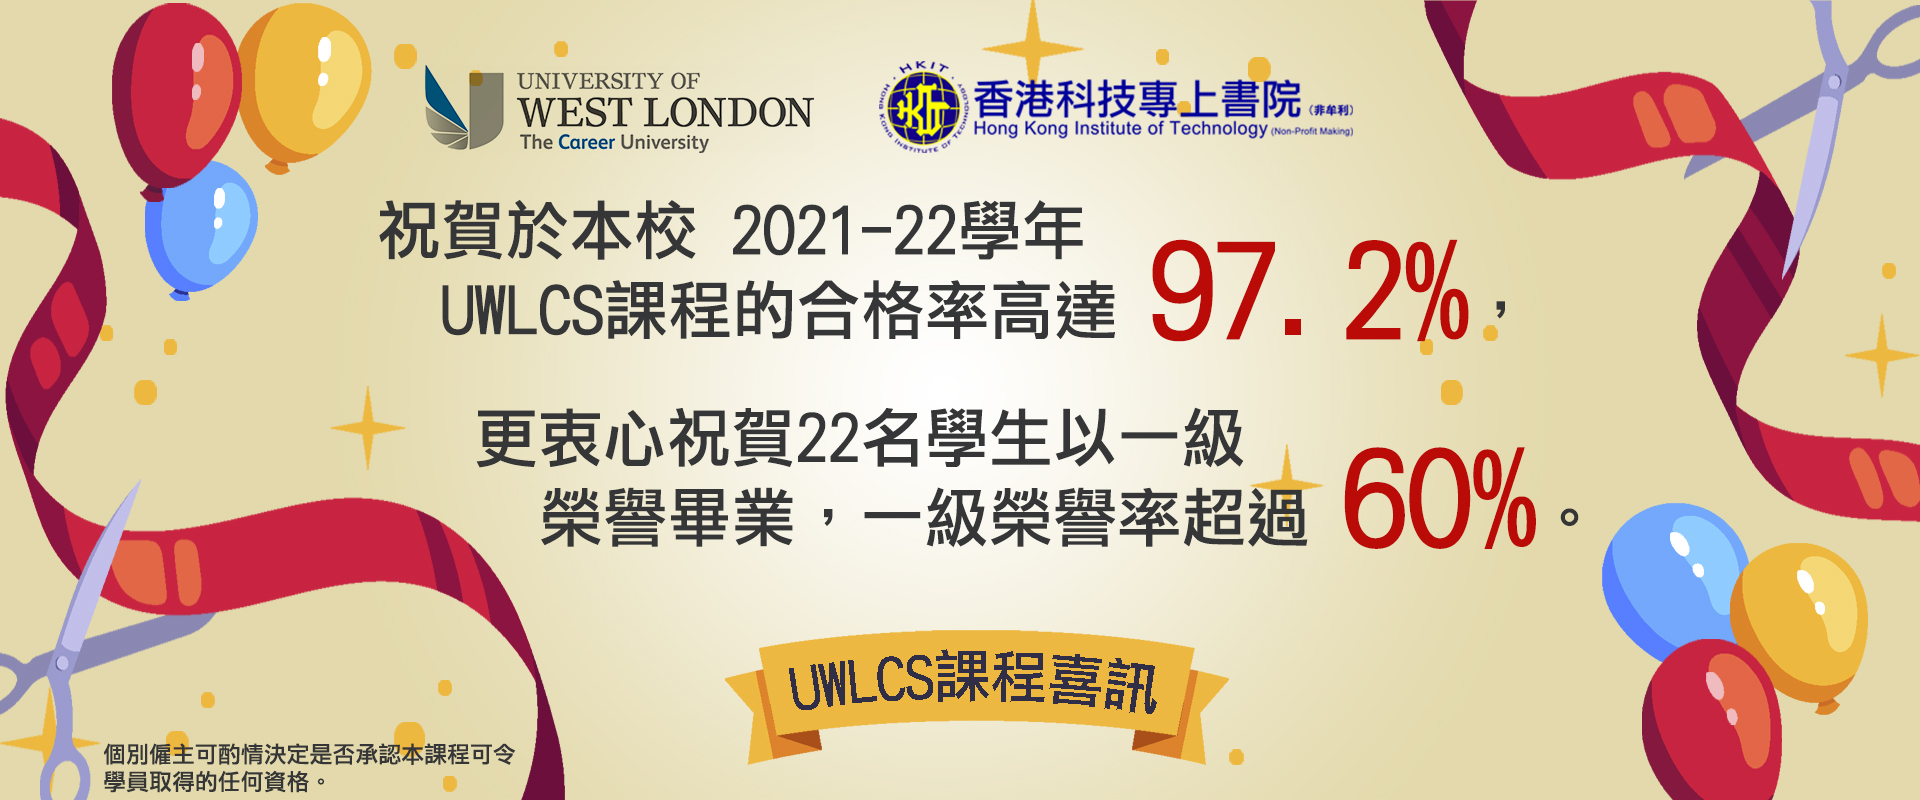 UNIVERSITY OF
WEST LONDON
The Career University
HKIT
HONG KONG INSTITUTE OF TECHNOLOGY
香港科技專上書院 (非牟利)
Hong Kong Institute of Technology (Non-Profit Making)
祝賀於本校 2021-22學年
UWLCS課程的合格率高達 97.2%，
更衷心祝賀22名學生以一級
榮譽畢業，一級榮譽率超過 60%。
UWLCS課程喜訊
個別僱主可酌情決定是否承認本課程可令
學員取得的任何資格。